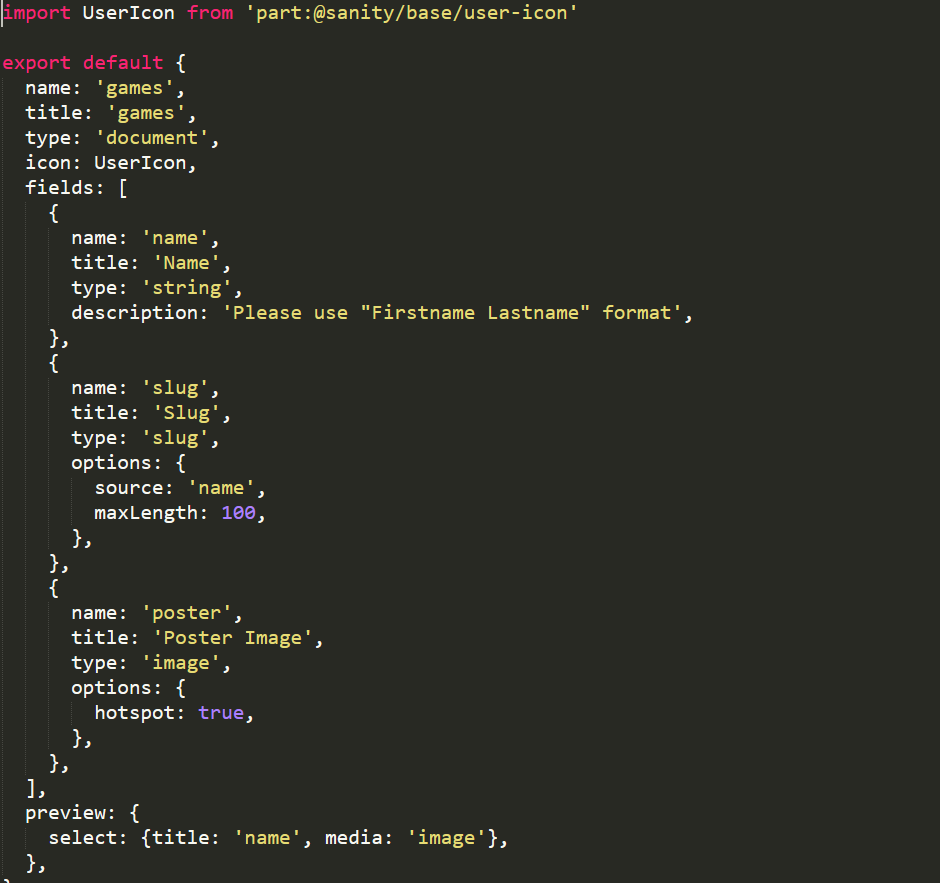 import UserIcon from 'part:@sanity/base/user-icon'

export default {
  name: 'games',
  title: 'games',
  type: 'document',
  icon: UserIcon,
  fields: [
    {
      name: 'name',
      title: 'Name',
      type: 'string',
      description: 'Please use "Firstname Lastname" format',
    },
    {
      name: 'slug',
      title: 'Slug',
      type: 'slug',
      options: {
        source: 'name',
        maxLength: 100,
      },
    },
    {
      name: 'poster',
      title: 'Poster Image',
      type: 'image',
      options: {
        hotspot: true,
      },
    },
  ],
  preview: {
    select: {title: 'name', media: 'image'},
  },
}